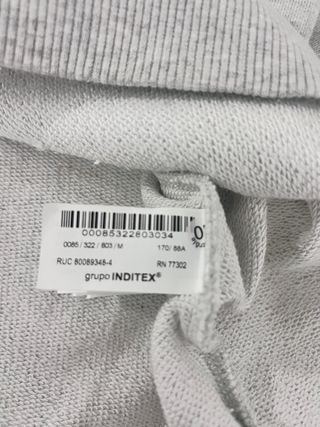 00085322803034
0085 / 322 / 803 / M 170/ 88A
RUC 80089348-4 RN 77302
grupo INDITEX®